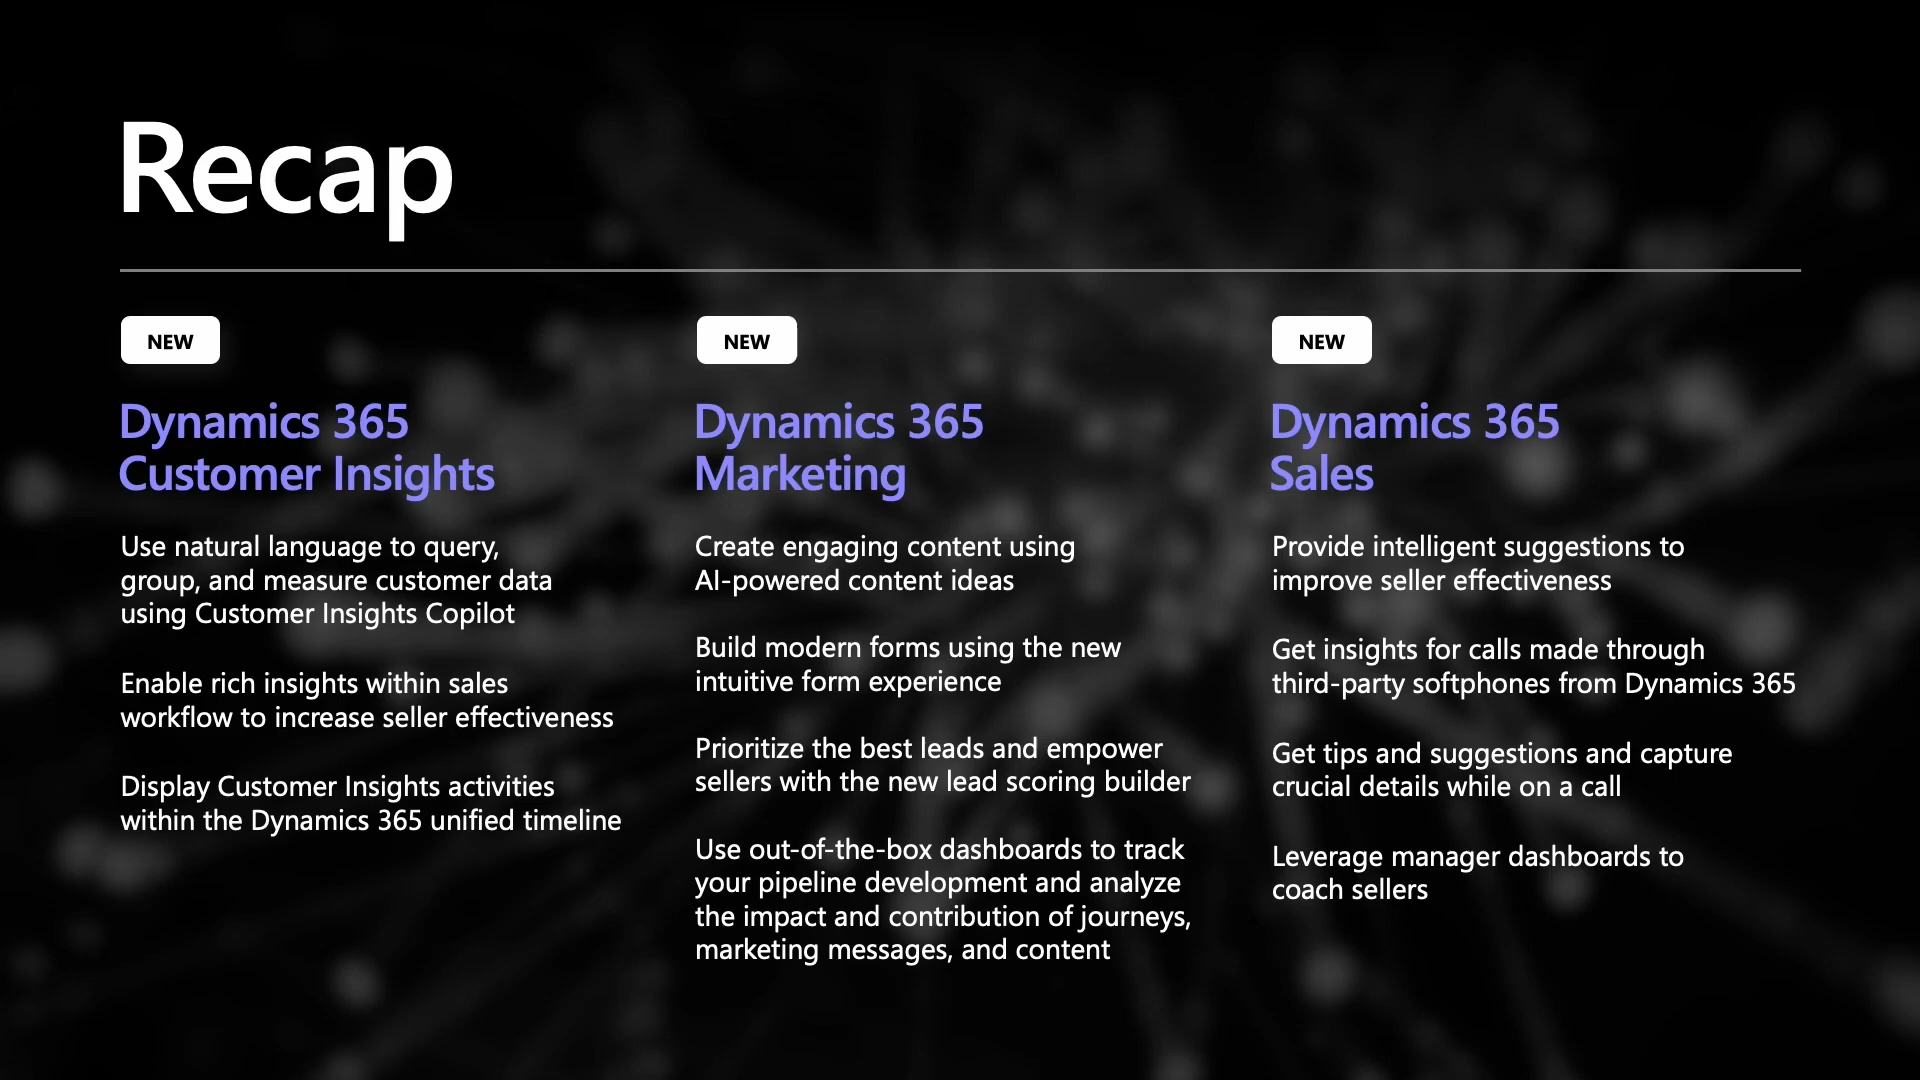 Recap
NEW
Dynamics 365
Customer Insights
Use natural language to query,
group, and measure customer data
using Customer Insights Copilot
Enable rich insights within sales
workflow to increase seller effectiveness
Display Customer Insights activities
within the Dynamics 365 unified timeline
NEW
Dynamics 365
Marketing
Create engaging content using
AI-powered content ideas
Build modern forms using the new
intuitive form experience
Prioritize the best leads and empower
sellers with the new lead scoring builder
Use out-of-the-box dashboards to track
your pipeline development and analyze
the impact and contribution of journeys,
marketing messages, and content
NEW
Dynamics 365
Sales
Provide intelligent suggestions to
improve seller effectiveness
Get insights for calls made through
third-party softphones from Dynamics 365
Get tips and suggestions and capture
crucial details while on a call
Leverage manager dashboards to
coach sellers